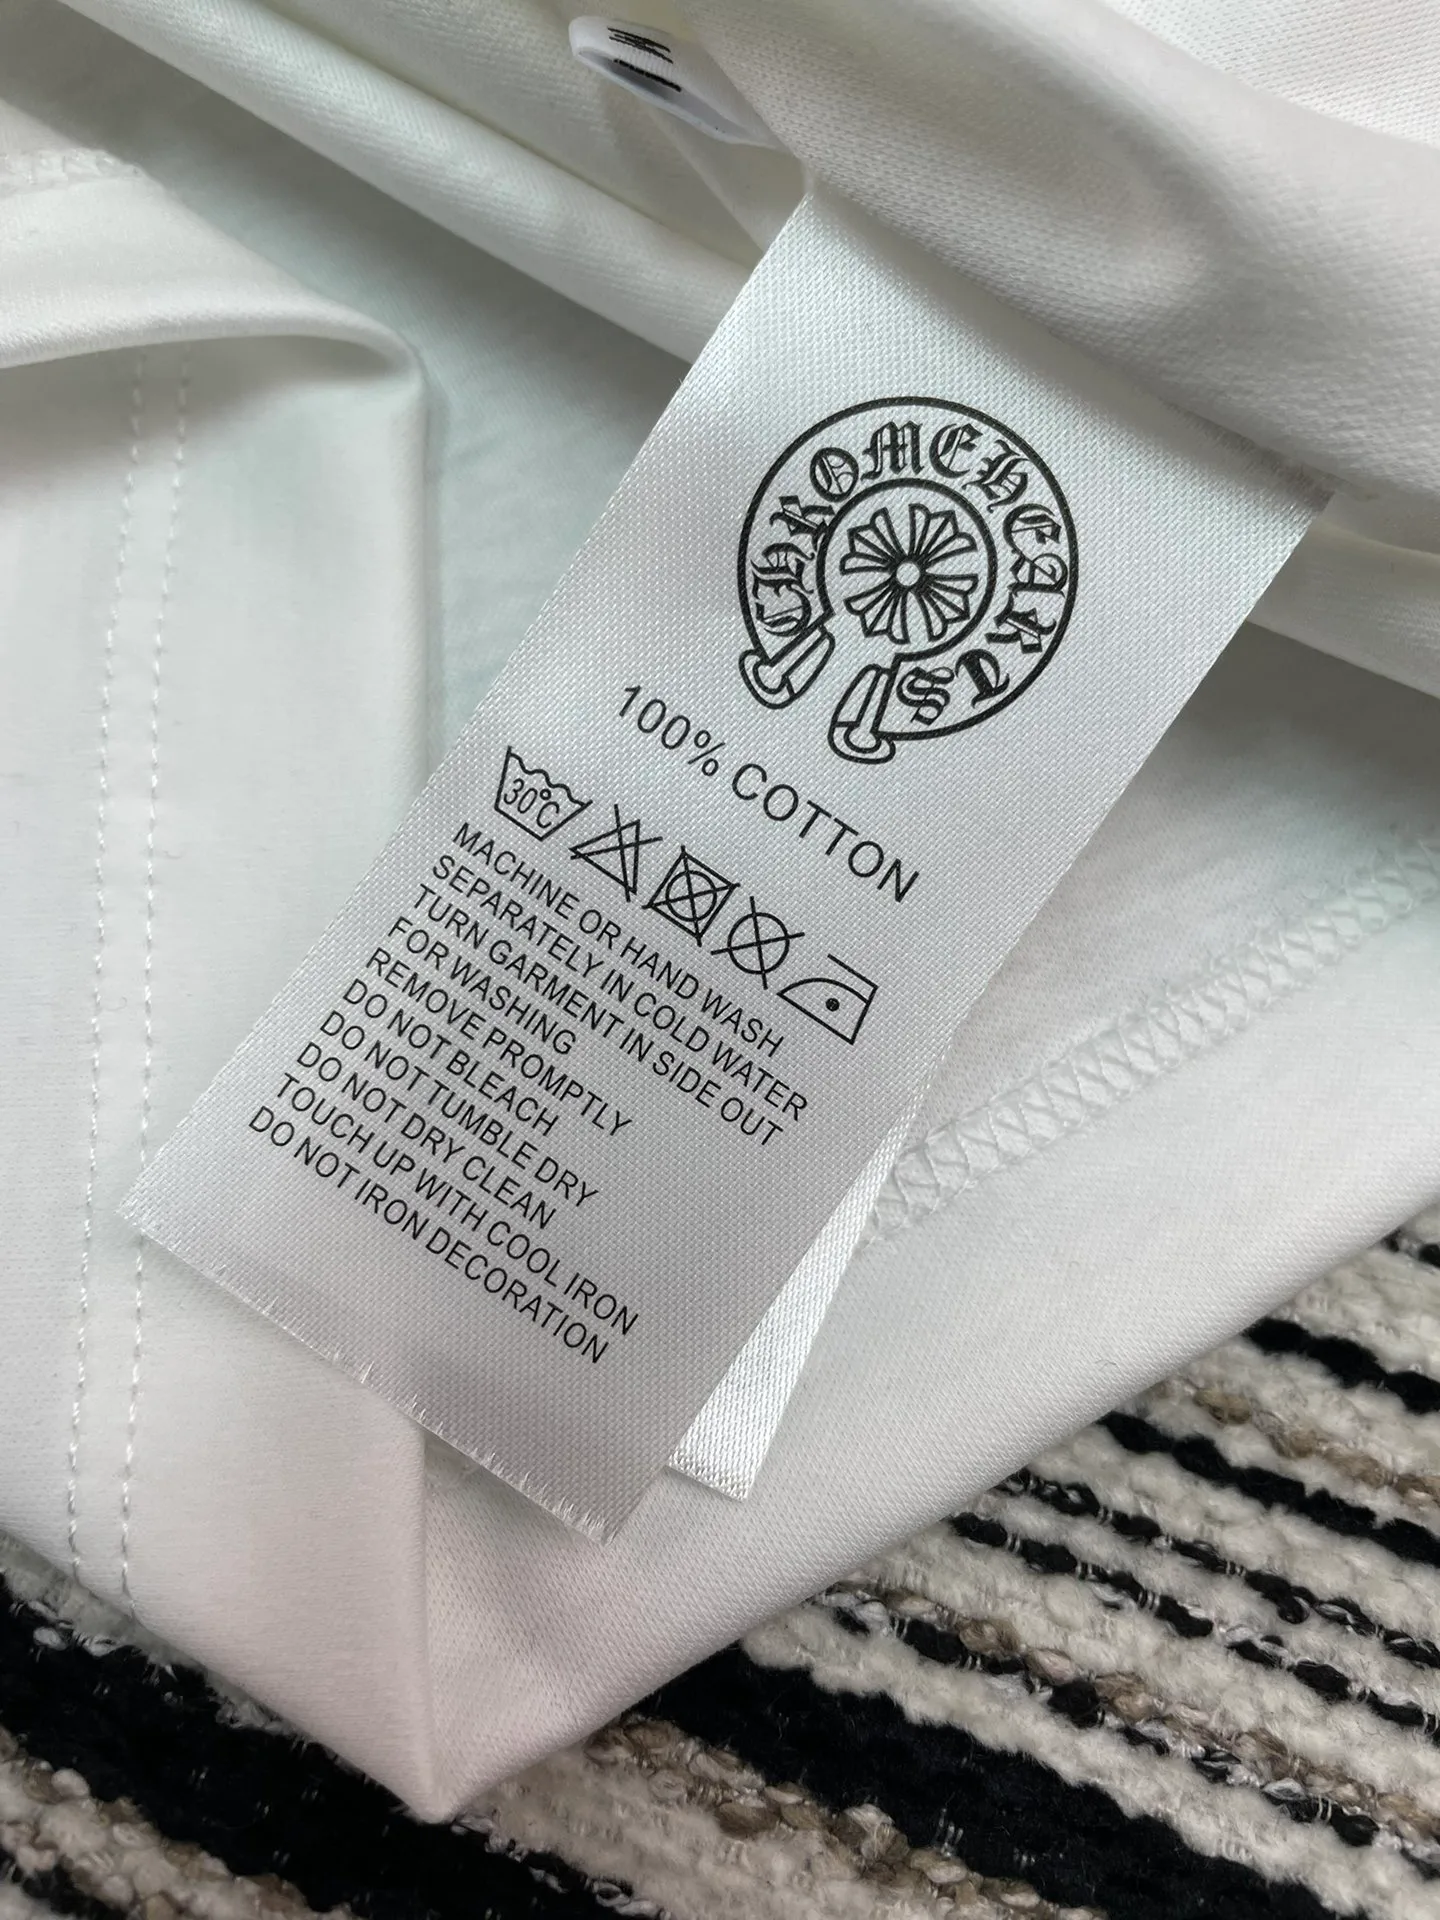 CHROME HEARTS
100% COTTON
30°C
MACHINE OR HAND WASH
SEPARATELY IN COLD WATER
TURN GARMENT IN SIDE OUT
FOR WASHING
REMOVE PROMPTLY
DO NOT BLEACH
DO NOT TUMBLE DRY
DO NOT DRY CLEAN
TOUCH UP WITH COOL IRON
DO NOT IRON DECORATION